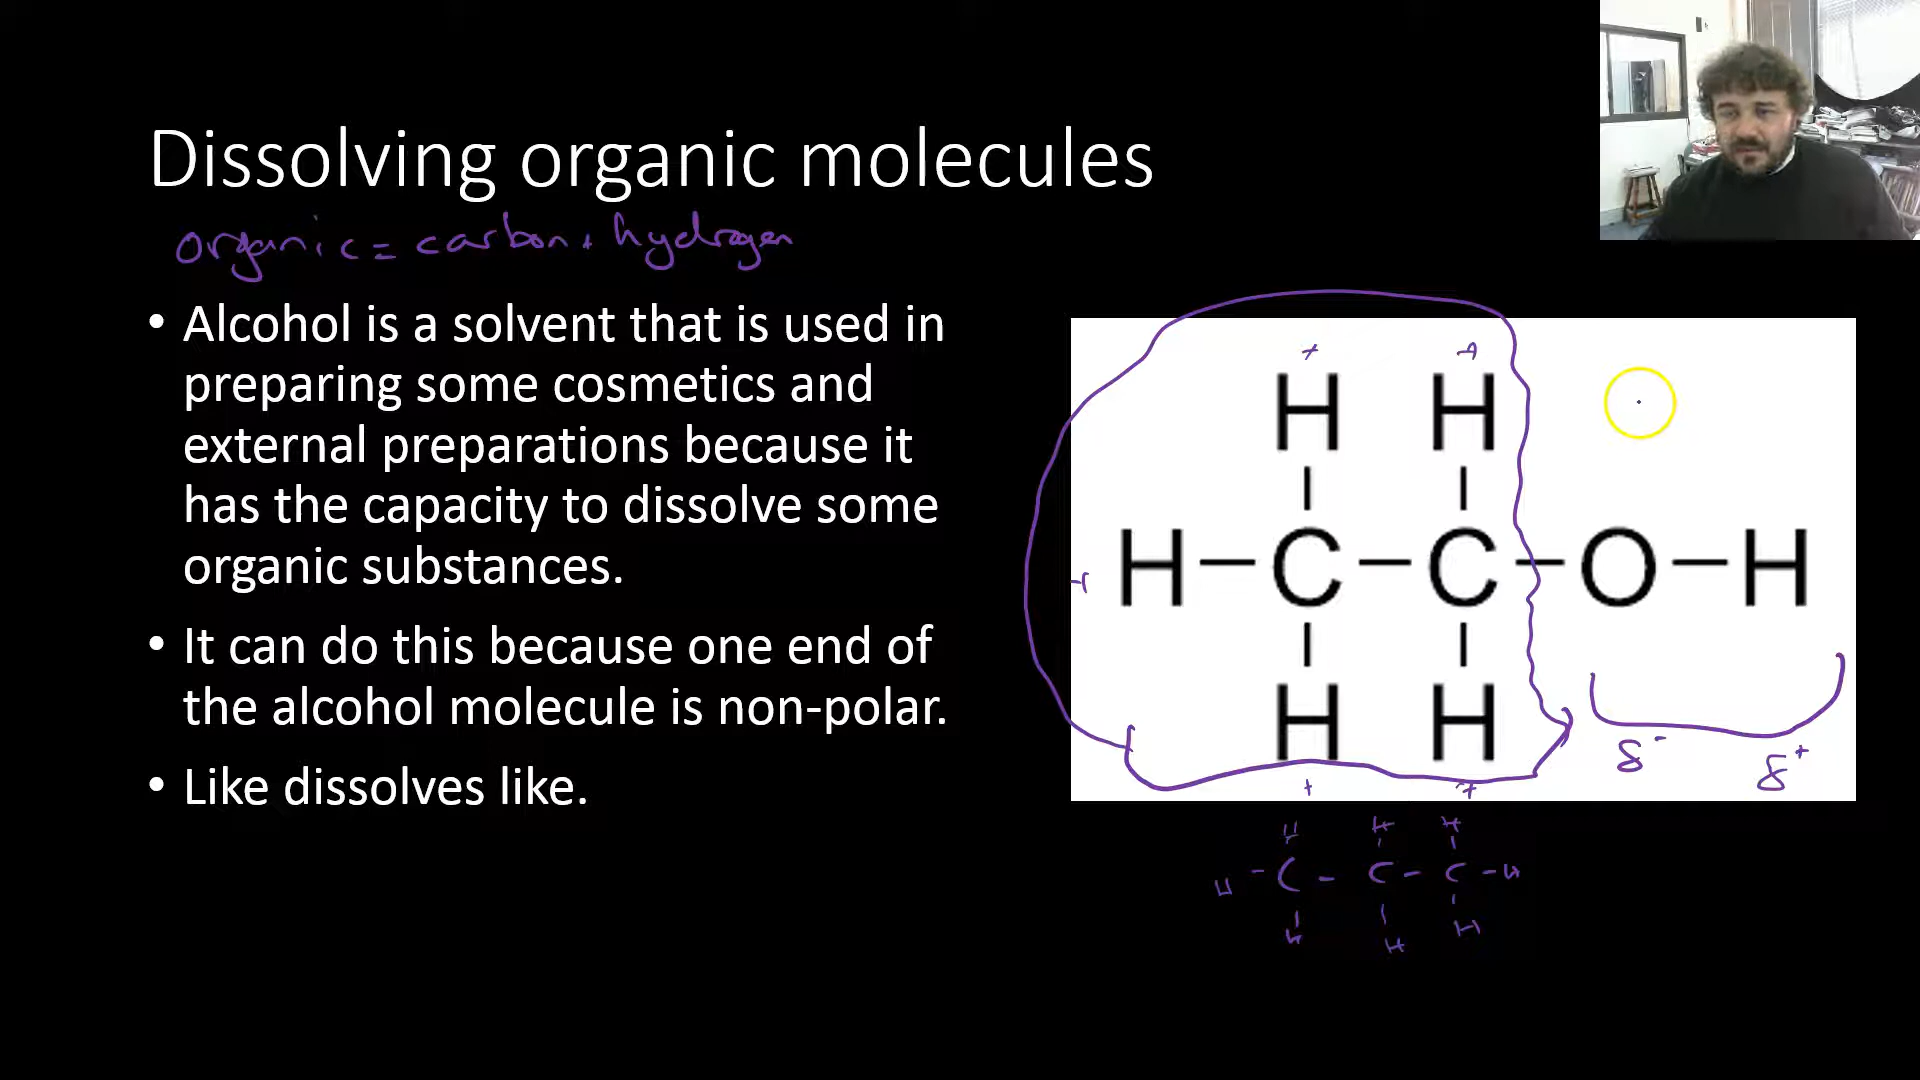 Dissolving organic molecules
organic = carbon + hydrogen
• Alcohol is a solvent that is used in
preparing some cosmetics and
external preparations because it
has the capacity to dissolve some
organic substances.
• It can do this because one end of
the alcohol molecule is non-polar.
• Like dissolves like.
+ +
H H
+ H–C–C–O–H
H H
+ +
δ⁻ δ⁺
H H H
H - C - C - C - H
H H H